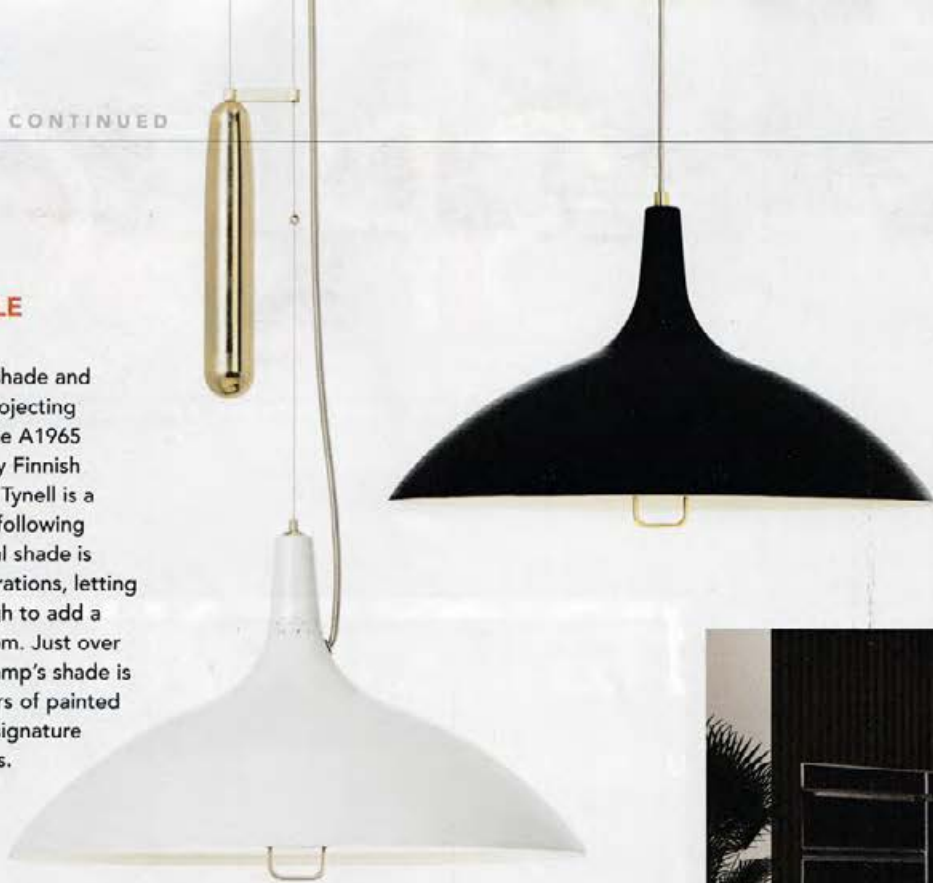 CONTINUED
LE
hade and
ojecting
e A1965
y Finnish
Tynell is a
following
l shade is
rations, letting
h to add a
m. Just over
mp's shade is
rs of painted
ignature
s.